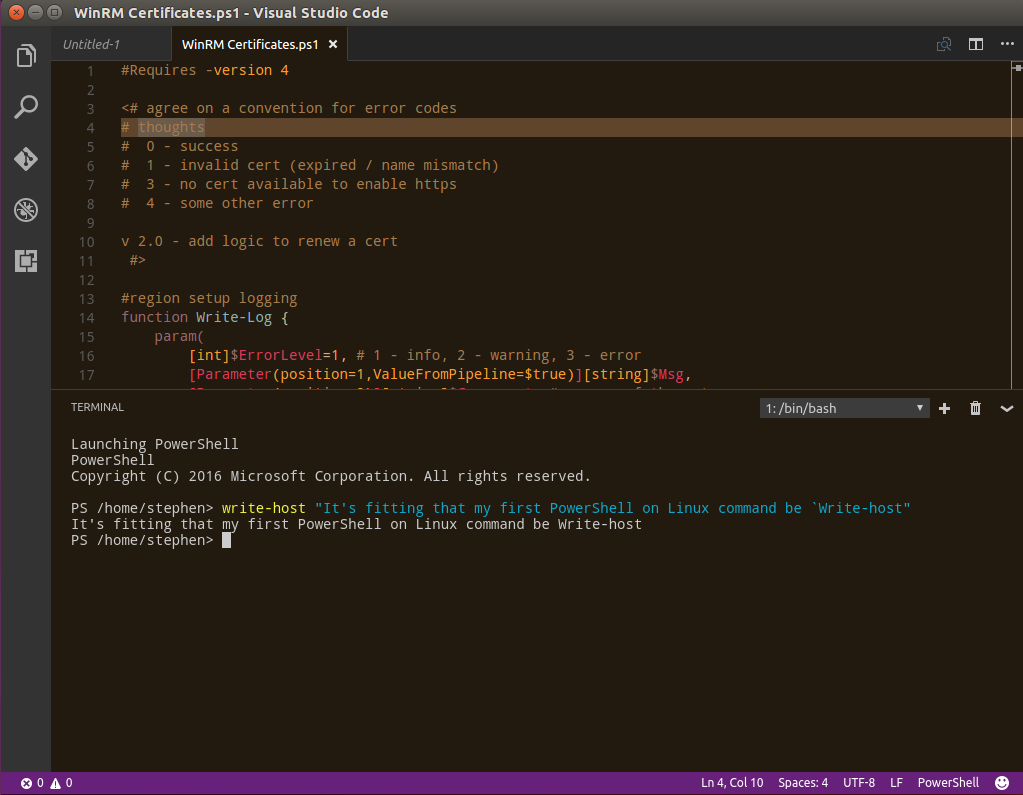 WinRM Certificates.ps1 - Visual Studio Code
Untitled-1 WinRM Certificates.ps1
1 #Requires -version 4
2
3 <# agree on a convention for error codes
4 # thoughts
5 #  0 - success
6 #  1 - invalid cert (expired / name mismatch)
7 #  3 - no cert available to enable https
8 #  4 - some other error
9
10 v 2.0 - add logic to renew a cert
11  #>
12
13 #region setup logging
14 function Write-Log {
15     param(
16         [int]$ErrorLevel=1, # 1 - info, 2 - warning, 3 - error
17         [Parameter(position=1,ValueFromPipeline=$true)][string]$Msg,
TERMINAL 1: /bin/bash
Launching PowerShell
PowerShell
Copyright (C) 2016 Microsoft Corporation. All rights reserved.
PS /home/stephen> write-host "It's fitting that my first PowerShell on Linux command be `Write-host"
It's fitting that my first PowerShell on Linux command be Write-host
PS /home/stephen>
0 0 Ln 4, Col 10 Spaces: 4 UTF-8 LF PowerShell